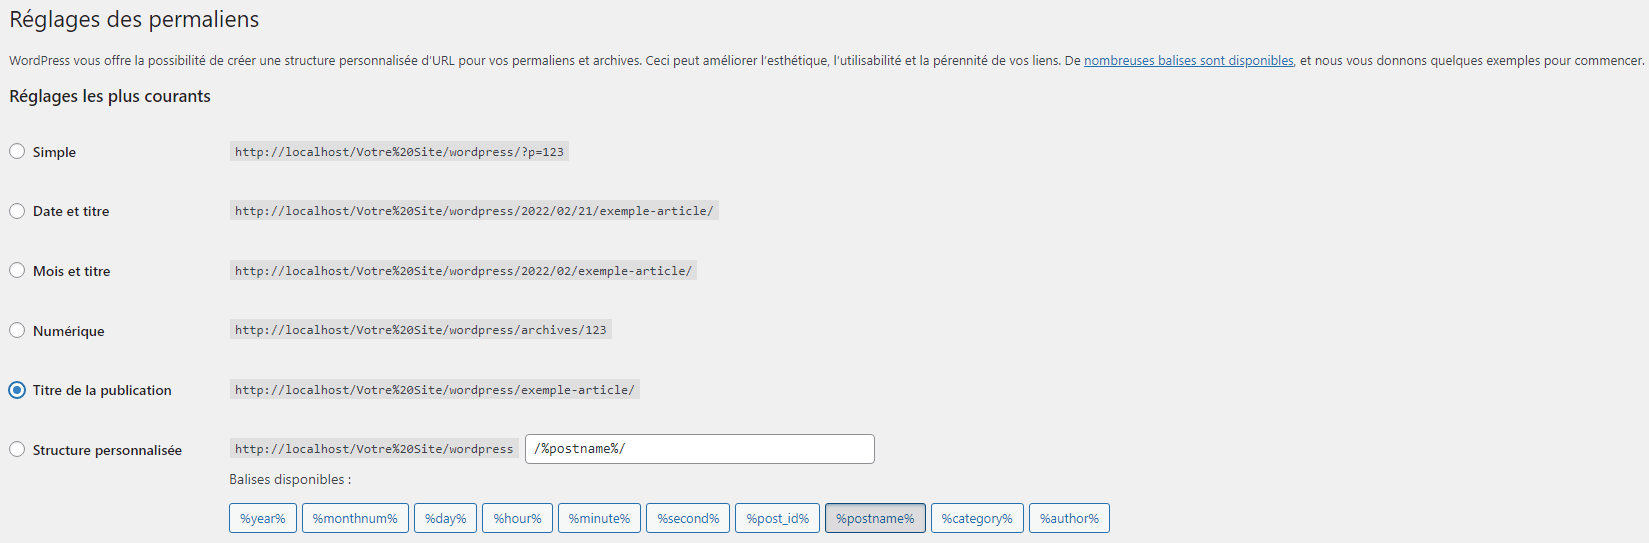 Réglages des permaliens
WordPress vous offre la possibilité de créer une structure personnalisée d’URL pour vos permaliens et archives. Ceci peut améliorer l’esthétique, l’utilisabilité et la pérennité de vos liens. De nombreuses balises sont disponibles, et nous vous donnons quelques exemples pour commencer.
Réglages les plus courants
Simple http://localhost/Votre%20Site/wordpress/?p=123
Date et titre http://localhost/Votre%20Site/wordpress/2022/02/21/exemple-article/
Mois et titre http://localhost/Votre%20Site/wordpress/2022/02/exemple-article/
Numérique http://localhost/Votre%20Site/wordpress/archives/123
Titre de la publication http://localhost/Votre%20Site/wordpress/exemple-article/
Structure personnalisée http://localhost/Votre%20Site/wordpress /%postname%/
Balises disponibles :
%year% %monthnum% %day% %hour% %minute% %second% %post_id% %postname% %category% %author%